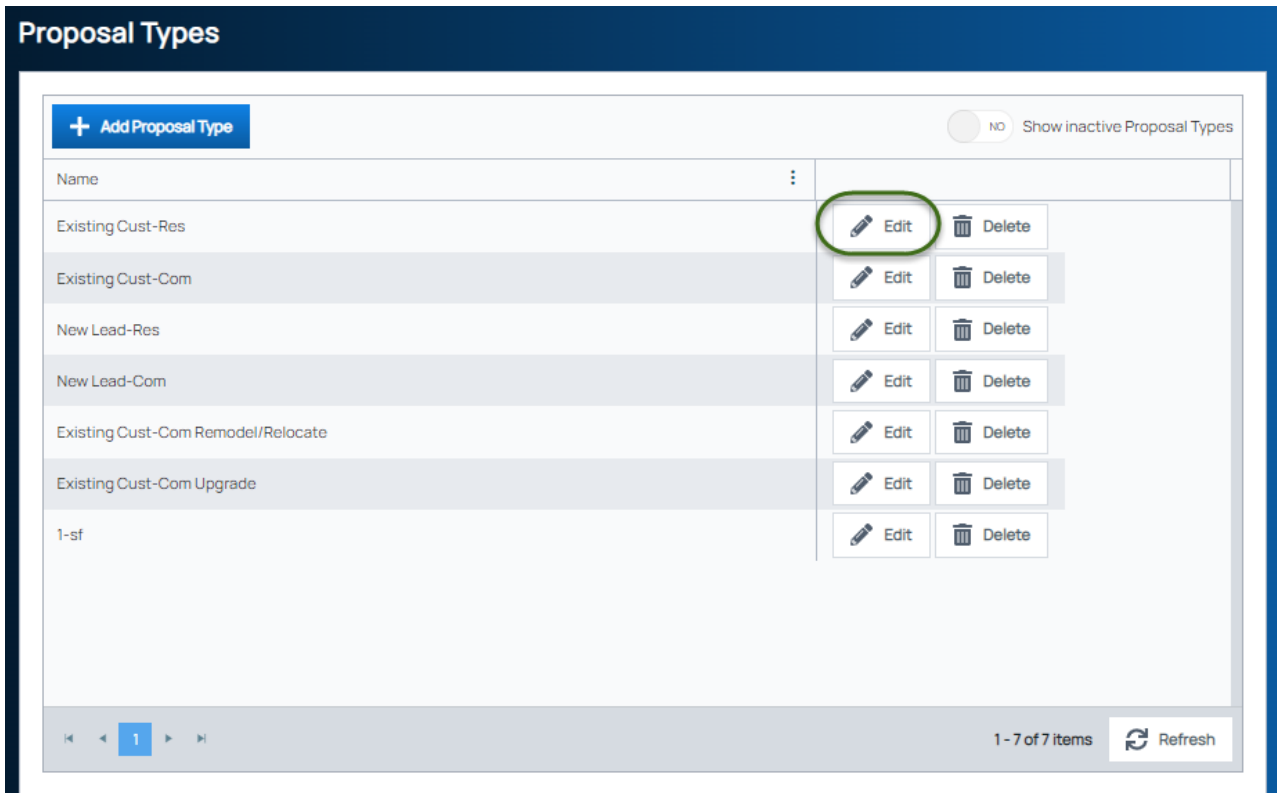 Proposal Types
Add Proposal Type NO Show inactive Proposal Types
Name
Existing Cust-Res Edit Delete
Existing Cust-Com Edit Delete
New Lead-Res Edit Delete
New Lead-Com Edit Delete
Existing Cust-Com Remodel/Relocate Edit Delete
Existing Cust-Com Upgrade Edit Delete
1-sf Edit Delete
1 1 - 7 of 7 items Refresh